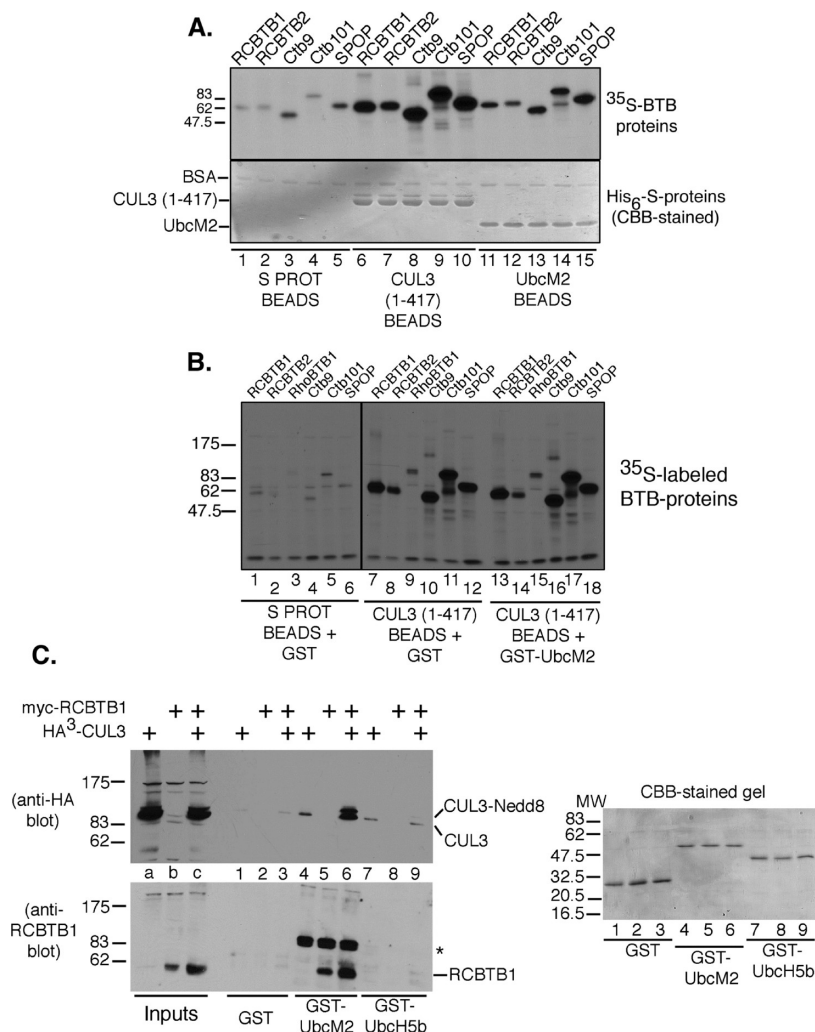 A.
RCBTB1 RCBTB2 Ctb9 Ctb101 SPOP RCBTB1 RCBTB2 Ctb9 Ctb101 SPOP RCBTB1 RCBTB2 Ctb9 Ctb101 SPOP
83
62
47.5
35S-BTB
proteins
BSA
CUL3 (1-417)
UbcM2
His6-S-proteins
(CBB-stained)
1 2 3 4 5 6 7 8 9 10 11 12 13 14 15
S PROT
BEADS
CUL3
(1-417)
BEADS
UbcM2
BEADS
B.
RCBTB1 RCBTB2 RhoBTB1 Ctb9 Ctb101 SPOP RCBTB1 RCBTB2 RhoBTB1 Ctb9 Ctb101 SPOP RCBTB1 RCBTB2 RhoBTB1 Ctb9 Ctb101 SPOP
175
83
62
47.5
35S-labeled
BTB-proteins
1 2 3 4 5 6 7 8 9 10 11 12 13 14 15 16 17 18
S PROT
BEADS +
GST
CUL3 (1-417)
BEADS +
GST
CUL3 (1-417)
BEADS +
GST-UbcM2
C.
myc-RCBTB1 + + + + + + + +
HA3-CUL3 + + + + + + + +
(anti-HA
blot)
175
83
62
CUL3-Nedd8
CUL3
a b c 1 2 3 4 5 6 7 8 9
(anti-
RCBTB1
blot)
175
83
62
*
RCBTB1
Inputs
GST
GST-
UbcM2
GST-
UbcH5b
CBB-stained gel
MW
83
62
47.5
32.5
20.5
16.5
1 2 3 4 5 6 7 8 9
GST
GST-
UbcM2
GST-
UbcH5b